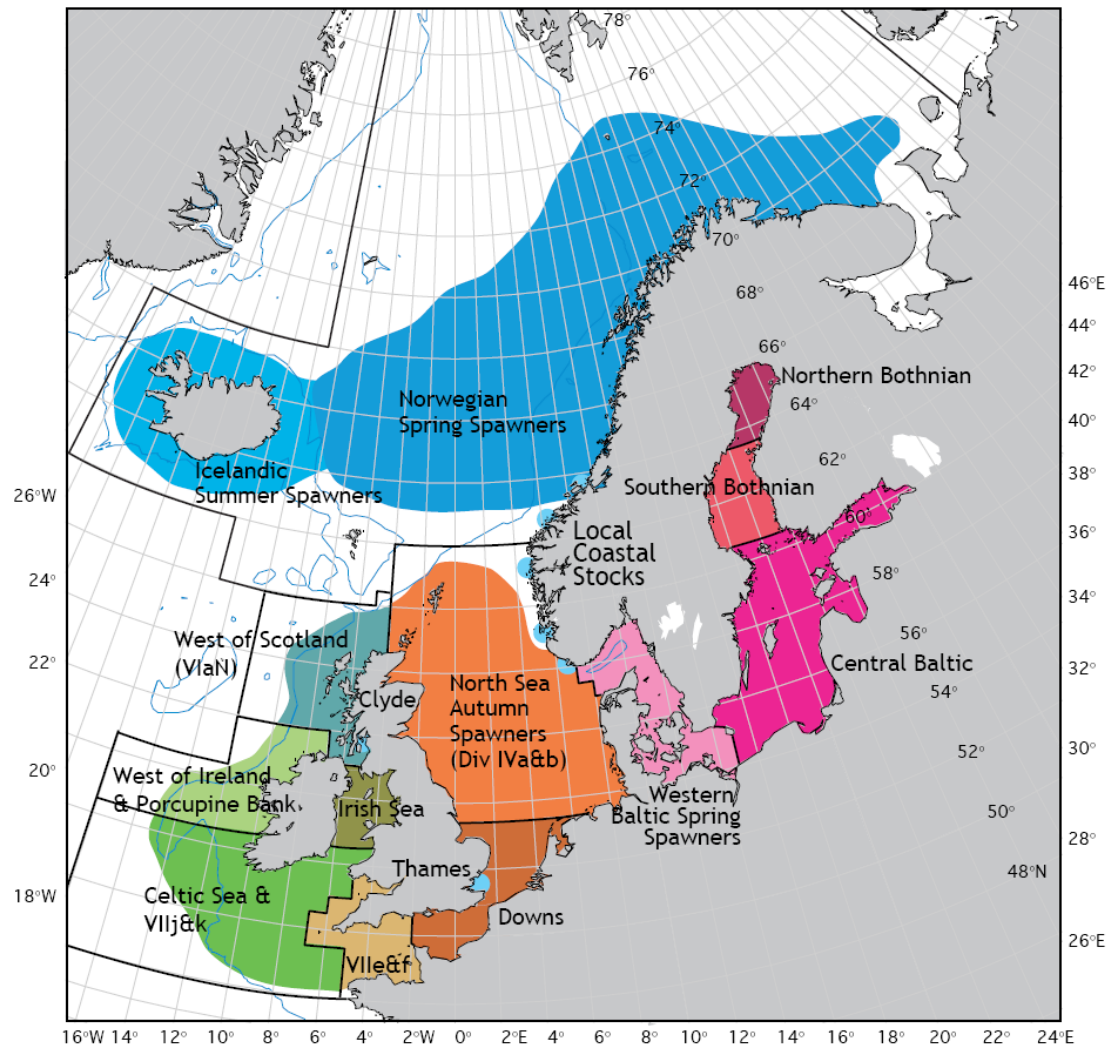 78°
76°
74°
72°
70°
68°
66°
64°
62°
60°
58°
56°
54°
52°
50°
48°N
46°E
44°E
42°E
40°E
38°E
36°E
34°E
32°E
30°E
28°E
26°E
26°W
24°W
22°W
20°W
18°W
Norwegian
Spring Spawners
Icelandic
Summer Spawners
Northern Bothnian
Southern Bothnian
Local
Coastal
Stocks
West of Scotland
(VIaN)
Clyde
North Sea
Autumn
Spawners
(Div IVa&b)
Central Baltic
West of Ireland
& Porcupine Bank
Irish Sea
Western
Baltic Spring
Spawners
Thames
Celtic Sea &
VIIj&k
Downs
VIIe&f
16°W 12° 10° 8° 6° 4° 2°W 0° 2°E 4° 6° 8° 10° 12° 14° 16° 18° 20° 22° 24°E